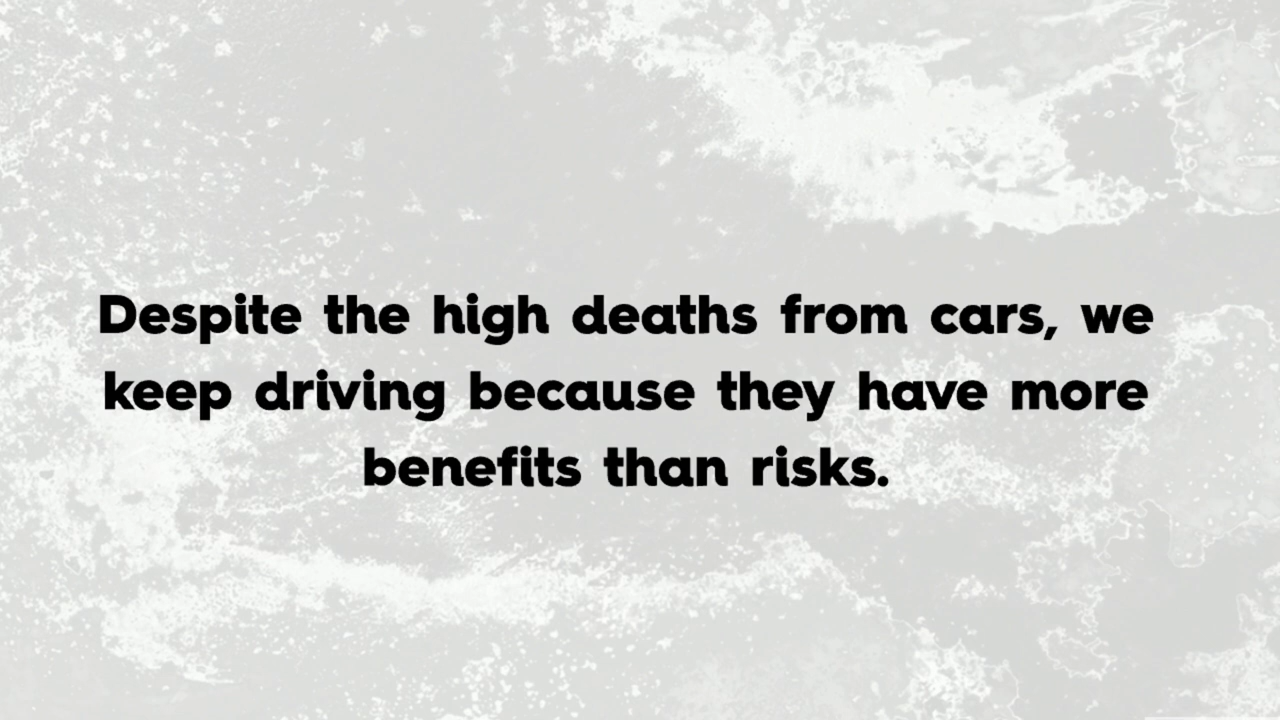 Despite the high deaths from cars, we
keep driving because they have more
benefits than risks.